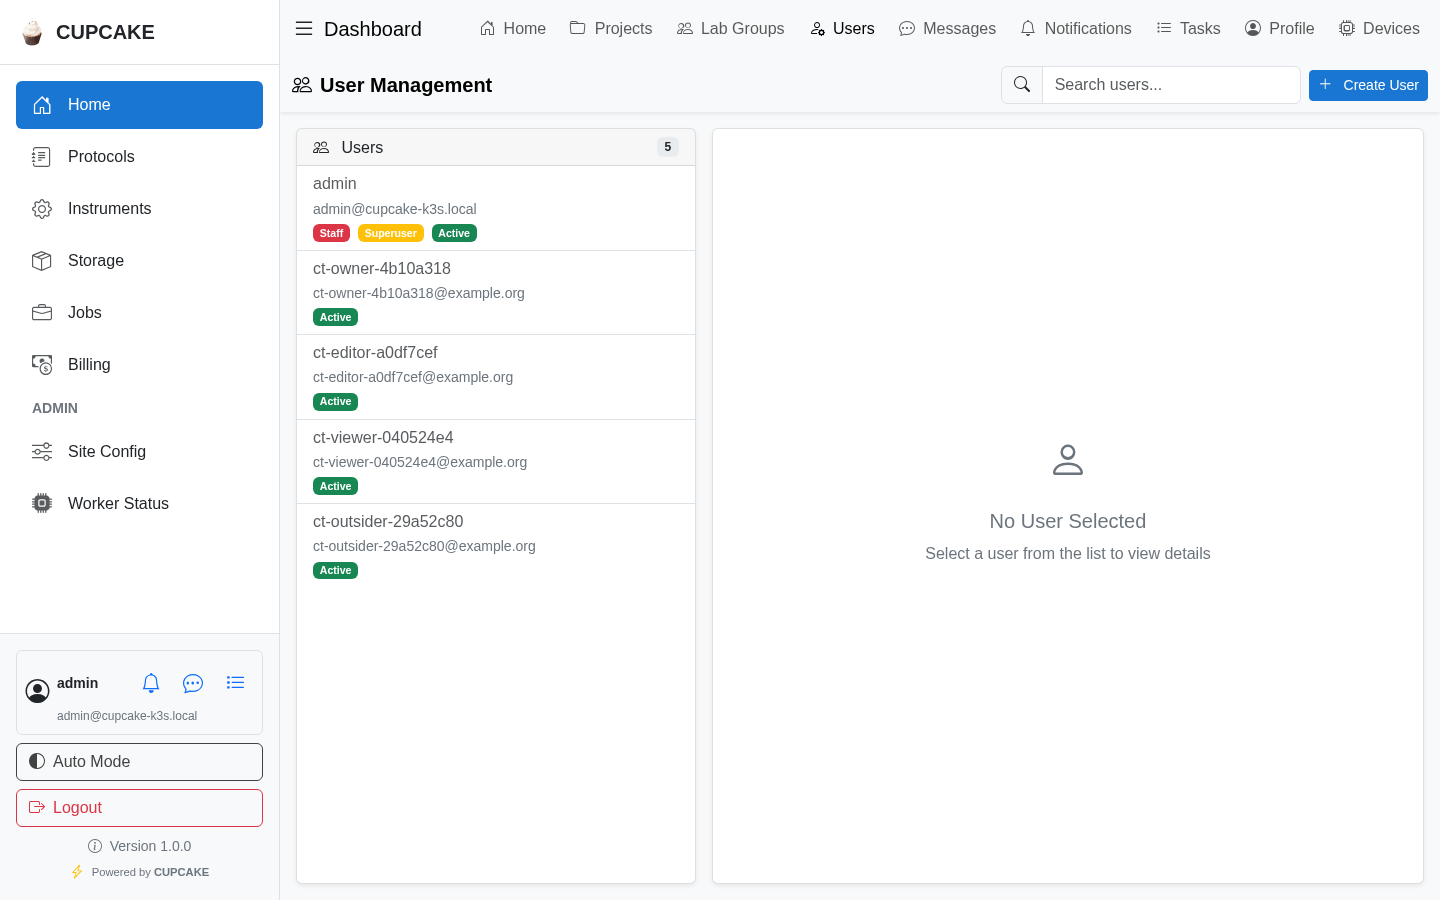 CUPCAKE
Home
Protocols
Instruments
Storage
Jobs
Billing
ADMIN
Site Config
Worker Status
admin
admin@cupcake-k3s.local
Auto Mode
Logout
Version 1.0.0
Powered by CUPCAKE
Dashboard
Home
Projects
Lab Groups
Users
Messages
Notifications
Tasks
Profile
Devices
User Management
Search users...
Create User
Users
5
admin
admin@cupcake-k3s.local
Staff Superuser Active
ct-owner-4b10a318
ct-owner-4b10a318@example.org
Active
ct-editor-a0df7cef
ct-editor-a0df7cef@example.org
Active
ct-viewer-040524e4
ct-viewer-040524e4@example.org
Active
ct-outsider-29a52c80
ct-outsider-29a52c80@example.org
Active
No User Selected
Select a user from the list to view details